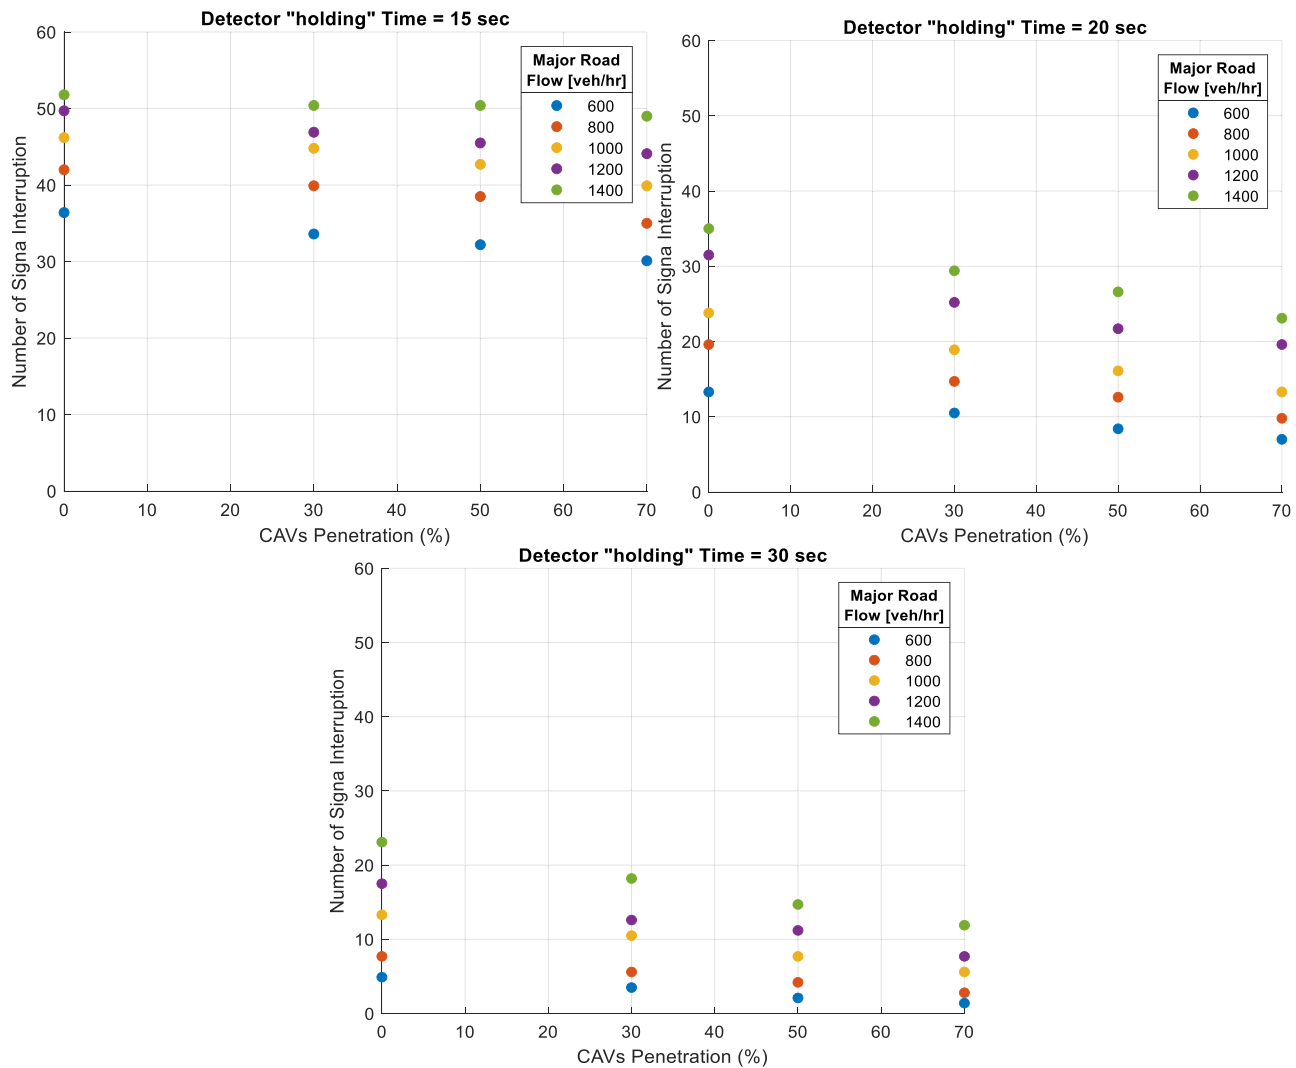 Detector "holding" Time = 15 sec
60
50
40
30
20
10
0
Number of Signa Interruption
Major Road
Flow [veh/hr]
600
800
1000
1200
1400
0 10 20 30 40 50 60 70
CAVs Penetration (%)
Detector "holding" Time = 20 sec
60
50
40
30
20
10
0
Number of Signa Interruption
Major Road
Flow [veh/hr]
600
800
1000
1200
1400
0 10 20 30 40 50 60 70
CAVs Penetration (%)
Detector "holding" Time = 30 sec
60
50
40
30
20
10
0
Number of Signa Interruption
Major Road
Flow [veh/hr]
600
800
1000
1200
1400
0 10 20 30 40 50 60 70
CAVs Penetration (%)